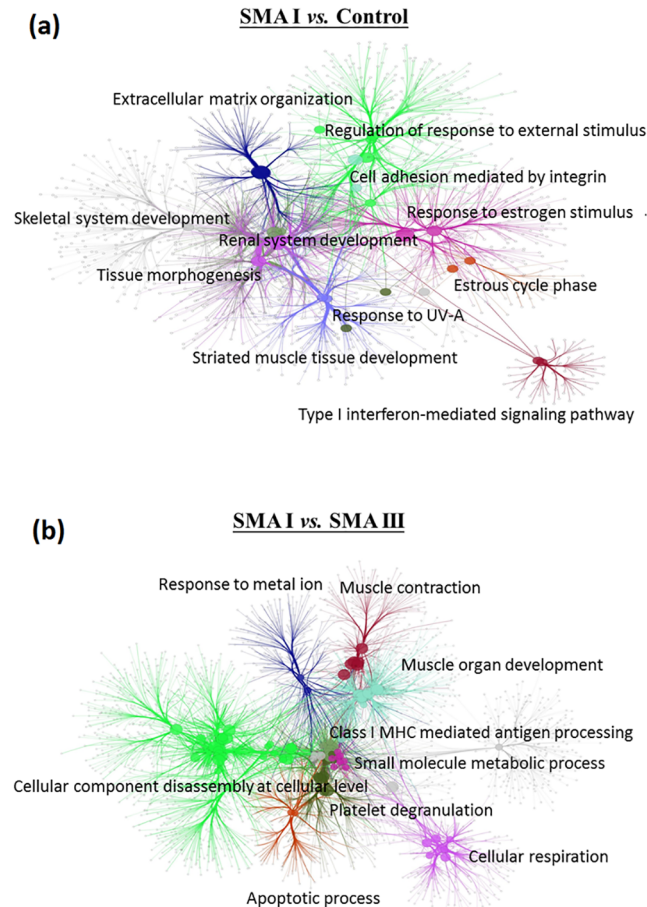 SMA I vs. Control
(a)
Extracellular matrix organization
Regulation of response to external stimulus
Cell adhesion mediated by integrin
Skeletal system development
Response to estrogen stimulus
Renal system development
Tissue morphogenesis
Estrous cycle phase
Response to UV-A
Striated muscle tissue development
Type I interferon-mediated signaling pathway
SMA I vs. SMA III
(b)
Response to metal ion
Muscle contraction
Muscle organ development
Class I MHC mediated antigen processing
Small molecule metabolic process
Cellular component disassembly at cellular level
Platelet degranulation
Cellular respiration
Apoptotic process